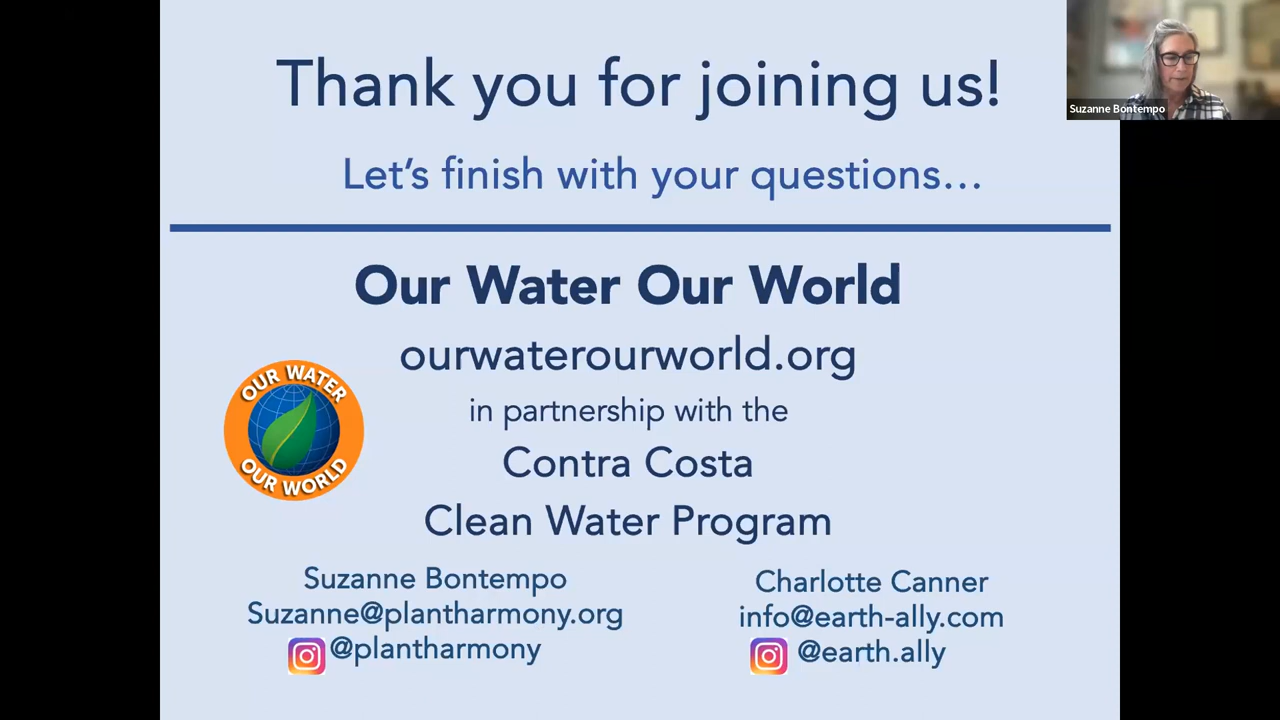 Thank you for joining us!
Let's finish with your questions...
Suzanne Bontempo
Our Water Our World
ourwaterourworld.org
in partnership with the
Contra Costa
Clean Water Program
OUR WATER
OUR WORLD
Suzanne Bontempo
Suzanne@plantharmony.org
@plantharmony
Charlotte Canner
info@earth-ally.com
@earth.ally